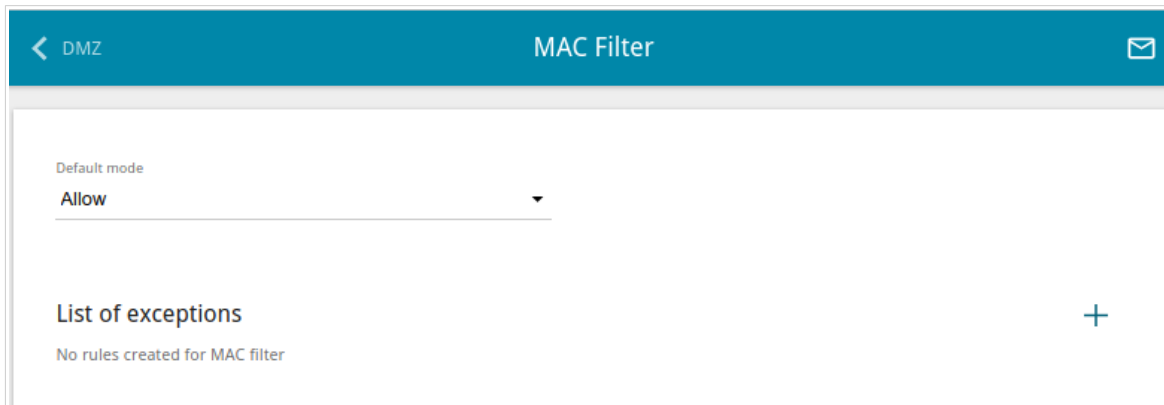 DMZ
MAC Filter
Default mode
Allow
List of exceptions
No rules created for MAC filter